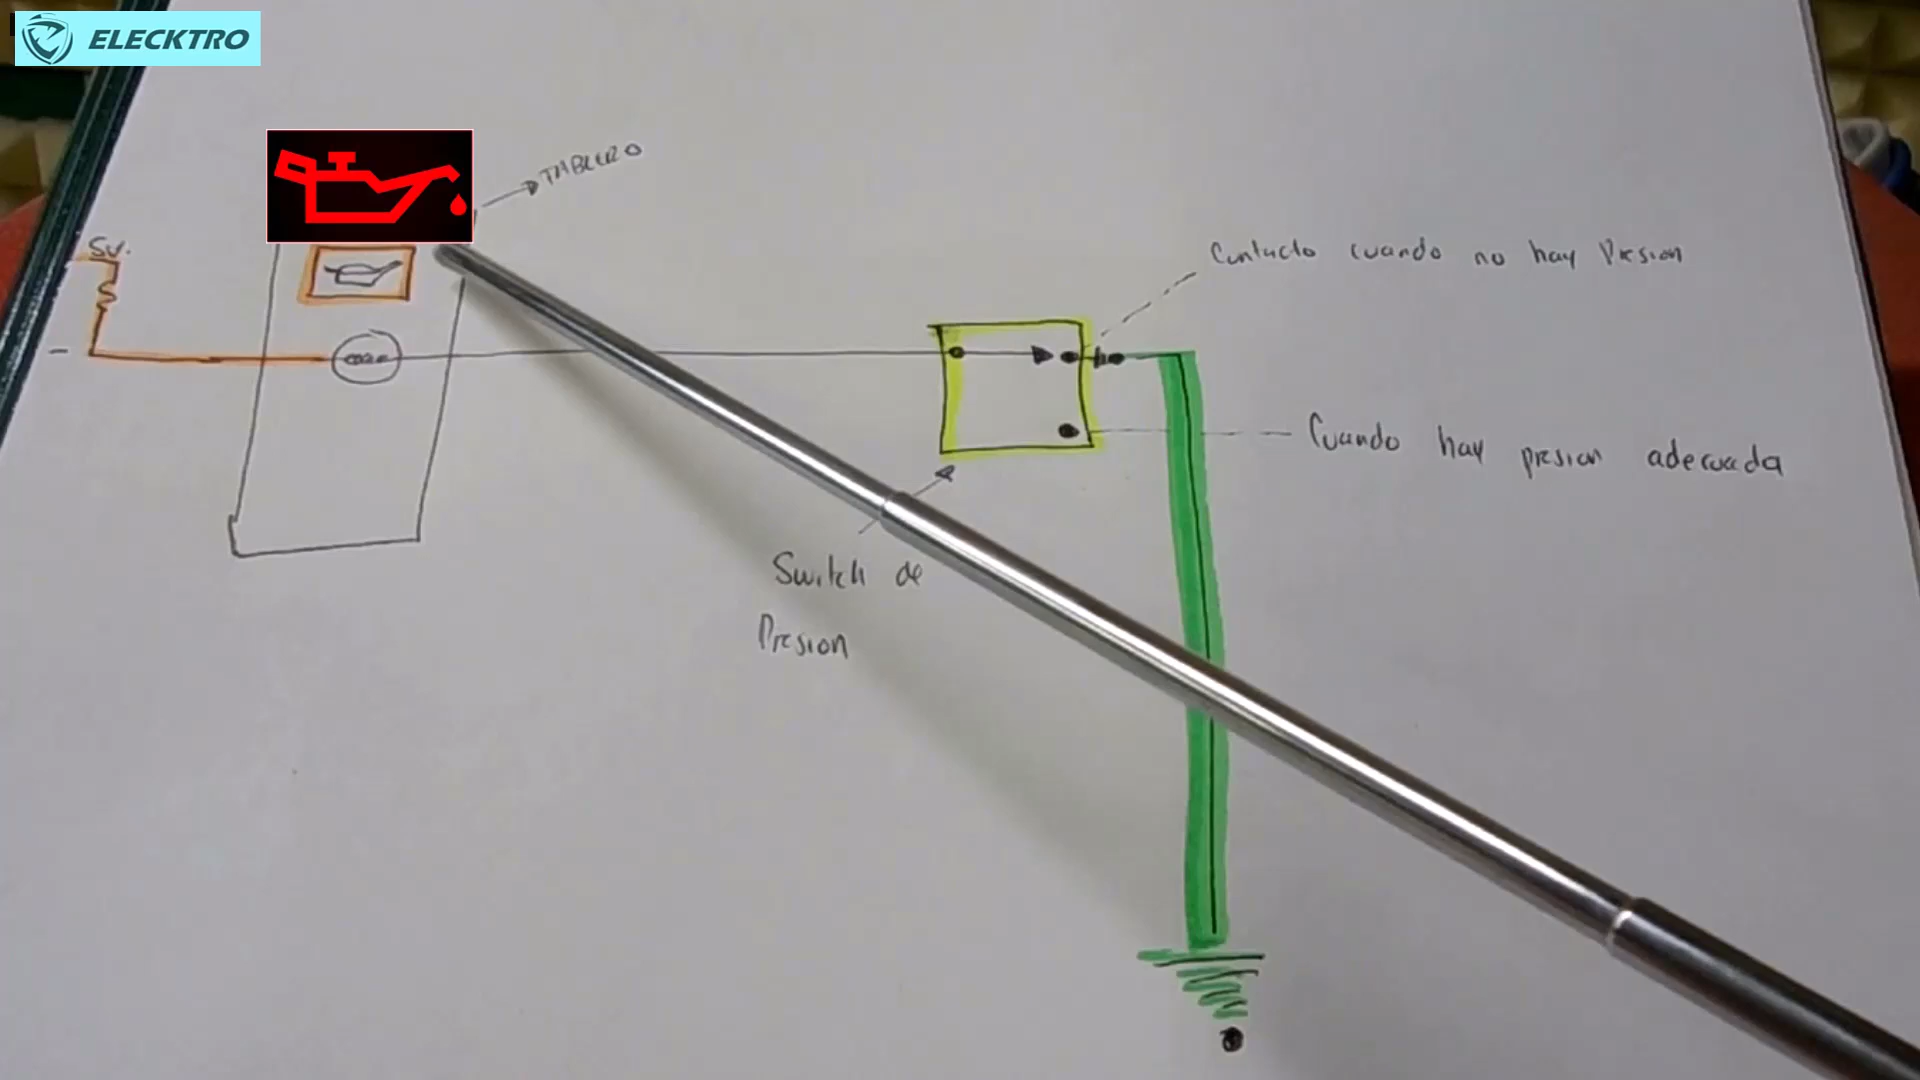 ELECKTRO
TABLERO
5v.
Contacto cuando no hay Presion
Cuando hay presion adecuada
Switch de
Presion